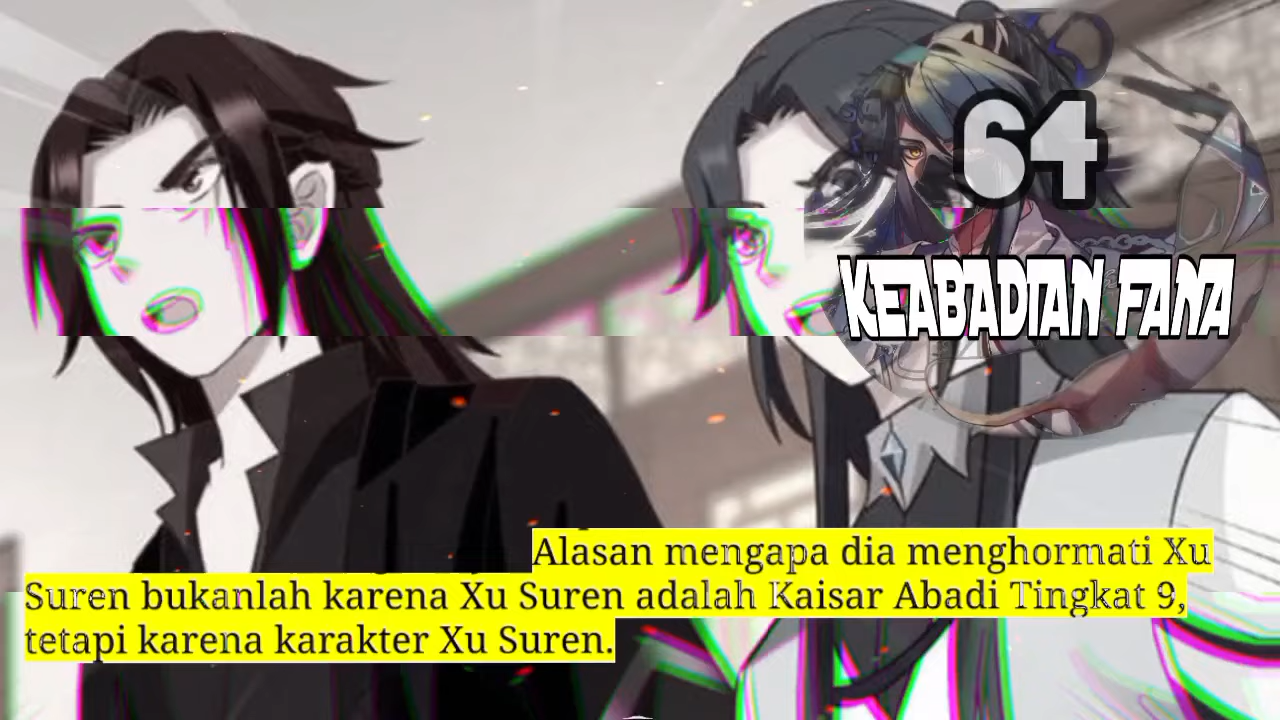 64
KEABADIAN FANA
Alasan mengapa dia menghormati Xu
Suren bukanlah karena Xu Suren adalah Kaisar Abadi Tingkat 9,
tetapi karena karakter Xu Suren.